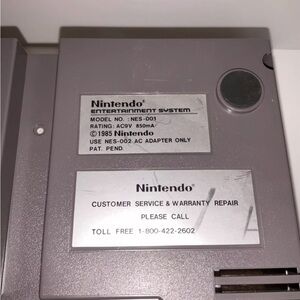 Nintendo®
ENTERTAINMENT SYSTEM
MODEL NO. : NES-001
RATING: AC9V 850mA
©1985 Nintendo
USE NES-002 AC ADAPTER ONLY
PAT. PEND.
Nintendo®
CUSTOMER SERVICE & WARRANTY REPAIR
PLEASE CALL
TOLL FREE 1-800-422-2602